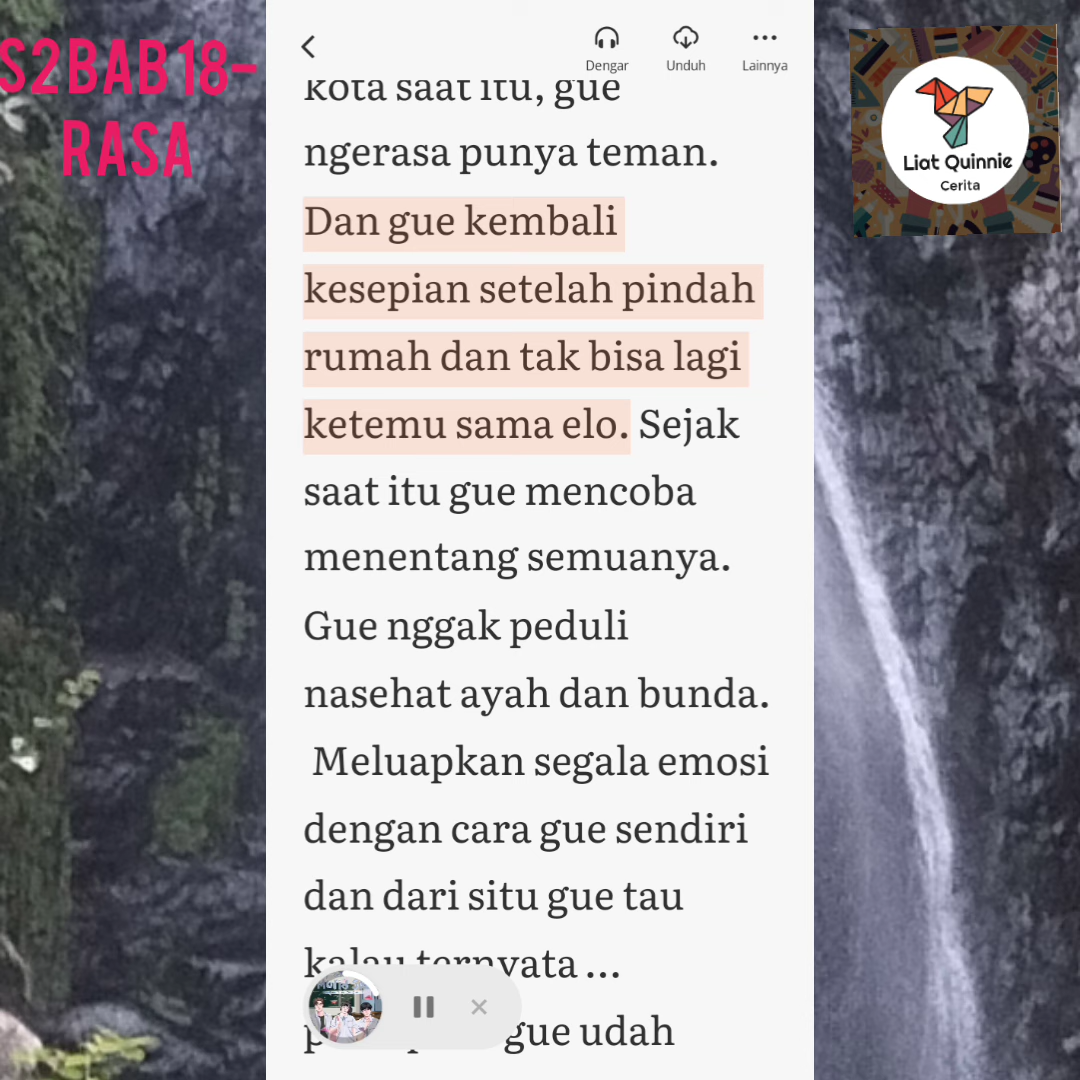 S2 BAB 18-
RASA
Dengar
Unduh
Lainnya
Liat Quinnie
Cerita
kota saat itu, gue
ngerasa punya teman.
Dan gue kembali
kesepian setelah pindah
rumah dan tak bisa lagi
ketemu sama elo. Sejak
saat itu gue mencoba
menentang semuanya.
Gue nggak peduli
nasehat ayah dan bunda.
Meluapkan segala emosi
dengan cara gue sendiri
dan dari situ gue tau
kalau ternyata ...
gue udah